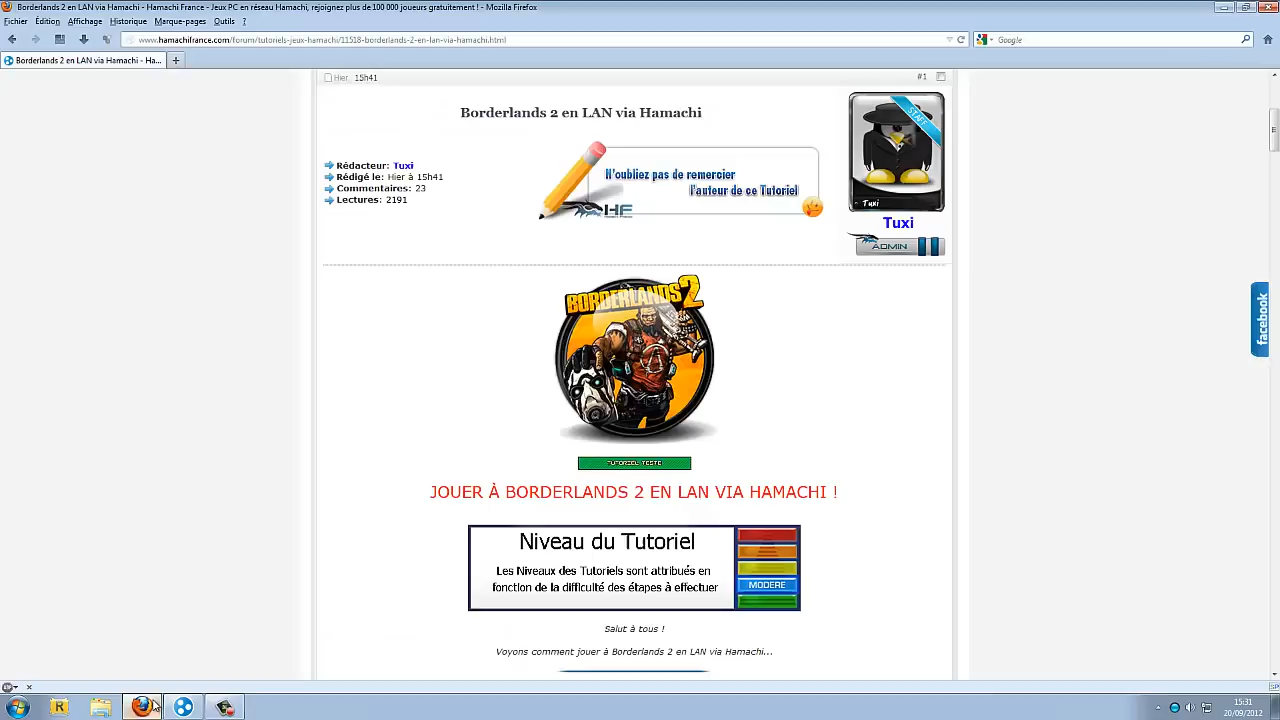 Borderlands 2 en LAN via Hamachi - Hamachi France - Jeux PC en réseau Hamachi, rejoignez plus de 100 000 joueurs gratuitement ! - Mozilla Firefox
Fichier Édition Affichage Historique Marque-pages Outils ?
www.hamachifrance.com/forum/tutoriels-jeux-hamachi/11518-borderlands-2-en-lan-via-hamachi.html
Google
Borderlands 2 en LAN via Hamachi - Ha...
Hier 15h41
#1
Borderlands 2 en LAN via Hamachi
STAFF
Rédacteur: Tuxi
Rédigé le: Hier à 15h41
Commentaires: 23
Lectures: 2191
N'oubliez pas de remercier
l'auteur de ce Tutoriel
HF
Tuxi
Tuxi
ADMIN
BORDERLANDS 2
TUTORIEL TESTE
JOUER À BORDERLANDS 2 EN LAN VIA HAMACHI !
Niveau du Tutoriel
Les Niveaux des Tutoriels sont attribués en
fonction de la difficulté des étapes à effectuer
MODERE
Salut à tous !
Voyons comment jouer à Borderlands 2 en LAN via Hamachi...
facebook
15:31
20/09/2012